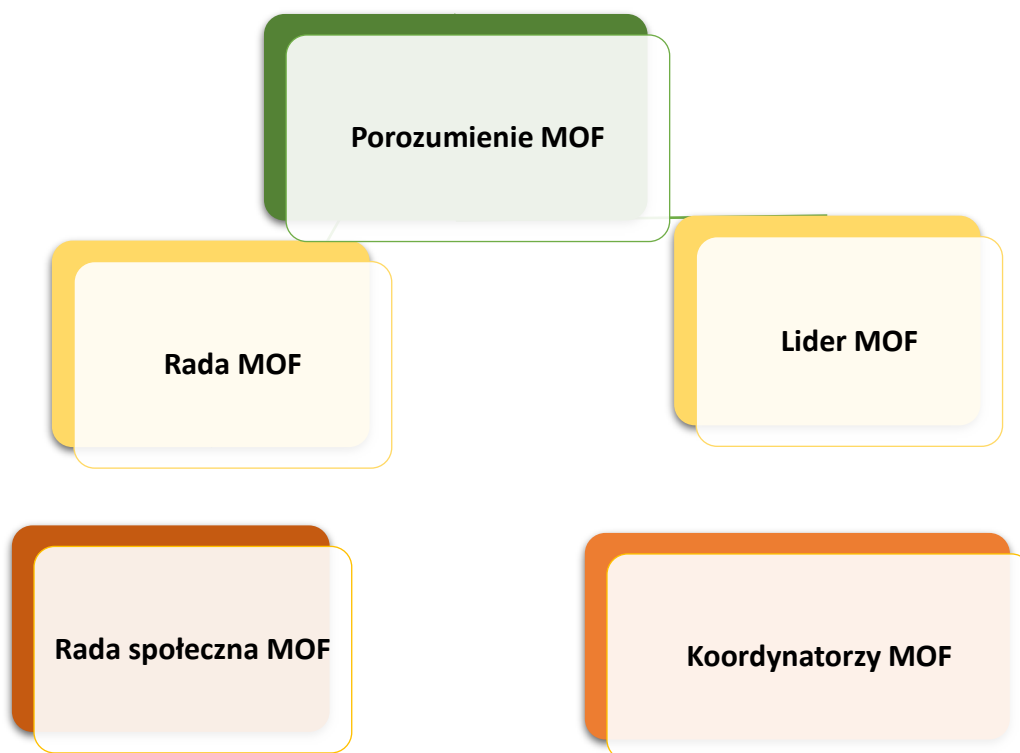 Porozumienie MOF
Rada MOF
Lider MOF
Rada społeczna MOF
Koordynatorzy MOF